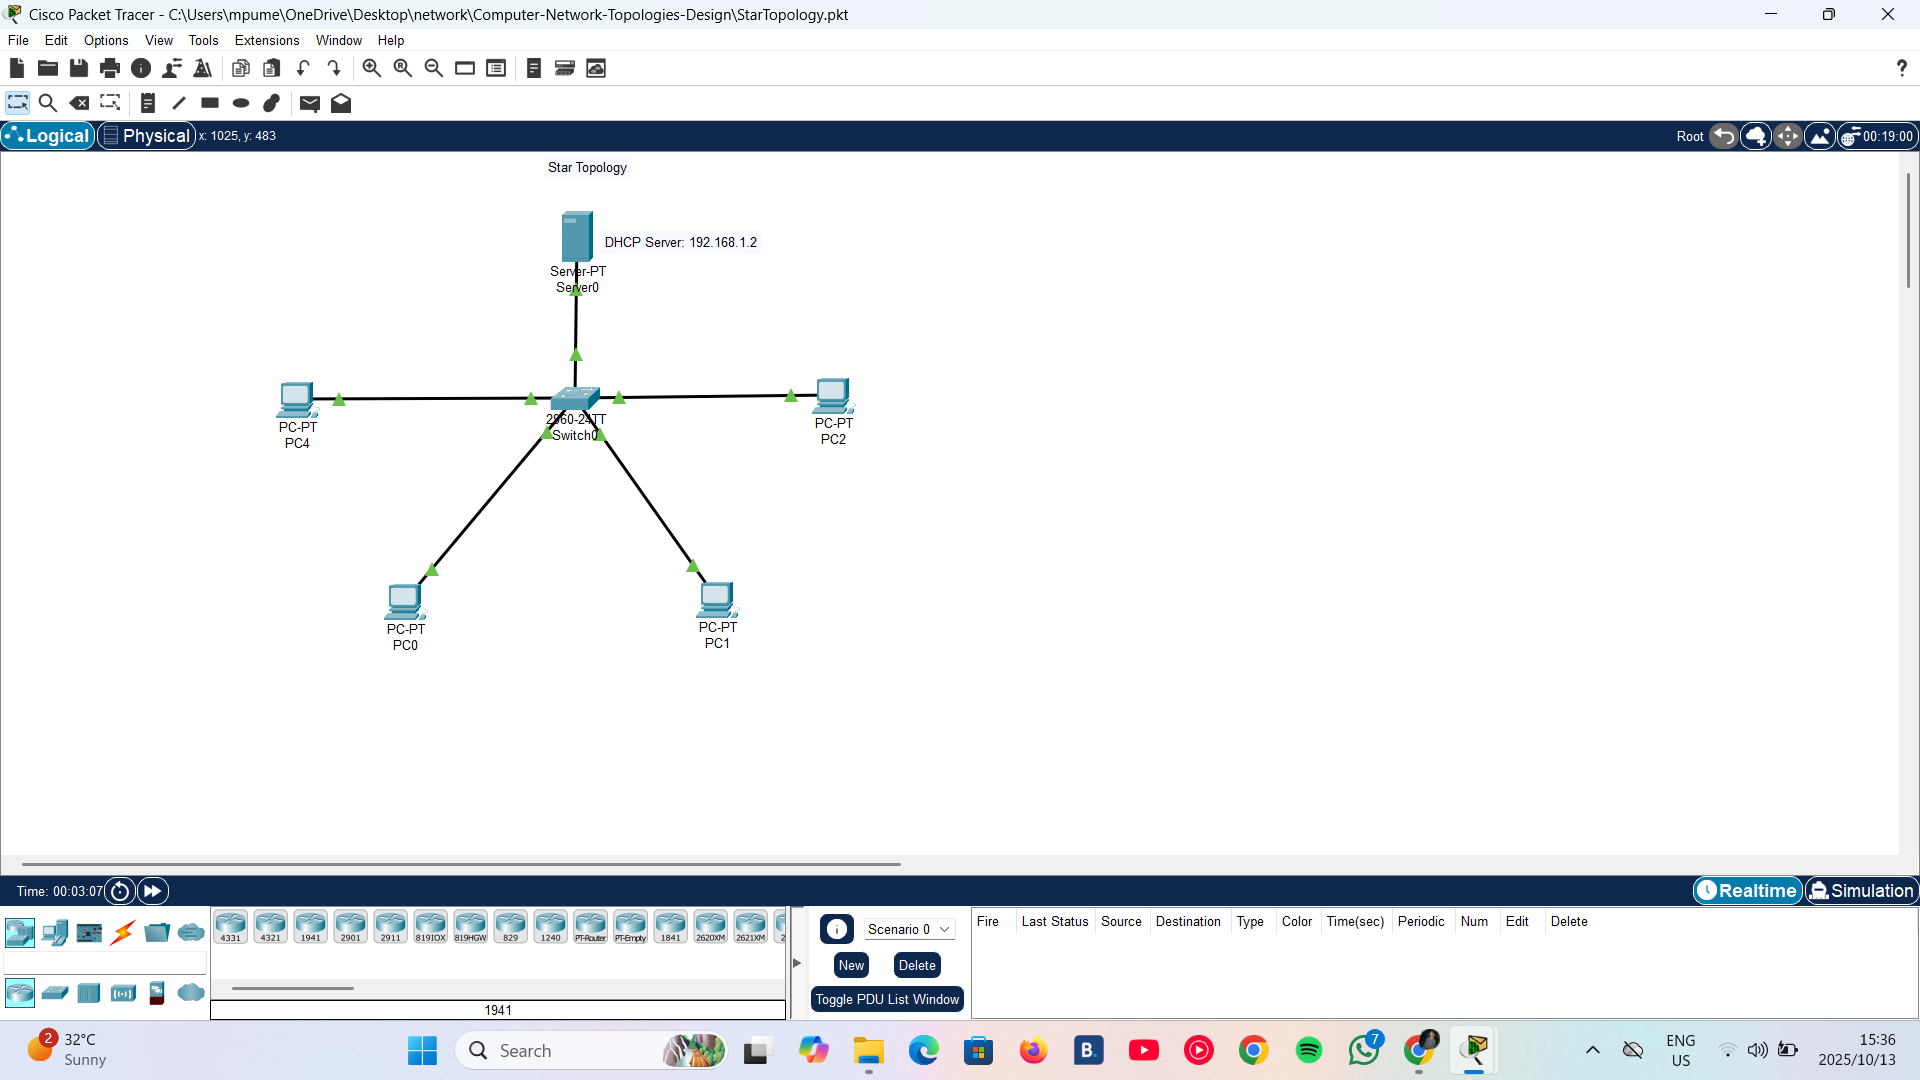 Cisco Packet Tracer - C:\Users\mpume\OneDrive\Desktop\network\Computer-Network-Topologies-Design\StarTopology.pkt
File Edit Options View Tools Extensions Window Help
?
Logical Physical x: 1025, y: 483 Root 00:19:00
Star Topology
DHCP Server: 192.168.1.2
Server-PT
Server0
PC-PT
PC4
2960-24TT
Switch0
PC-PT
PC2
PC-PT
PC0
PC-PT
PC1
Time: 00:03:07 Realtime Simulation
4331 4321 1941 2901 2911 819IOX 819HGW 829 1240 PT-Router PT-Empty 1841 2620XM 2621XM 2
1941
Scenario 0
New Delete
Toggle PDU List Window
Fire Last Status Source Destination Type Color Time(sec) Periodic Num Edit Delete
2
32°C
Sunny
Search
B.
7
ENG
US
15:36
2025/10/13